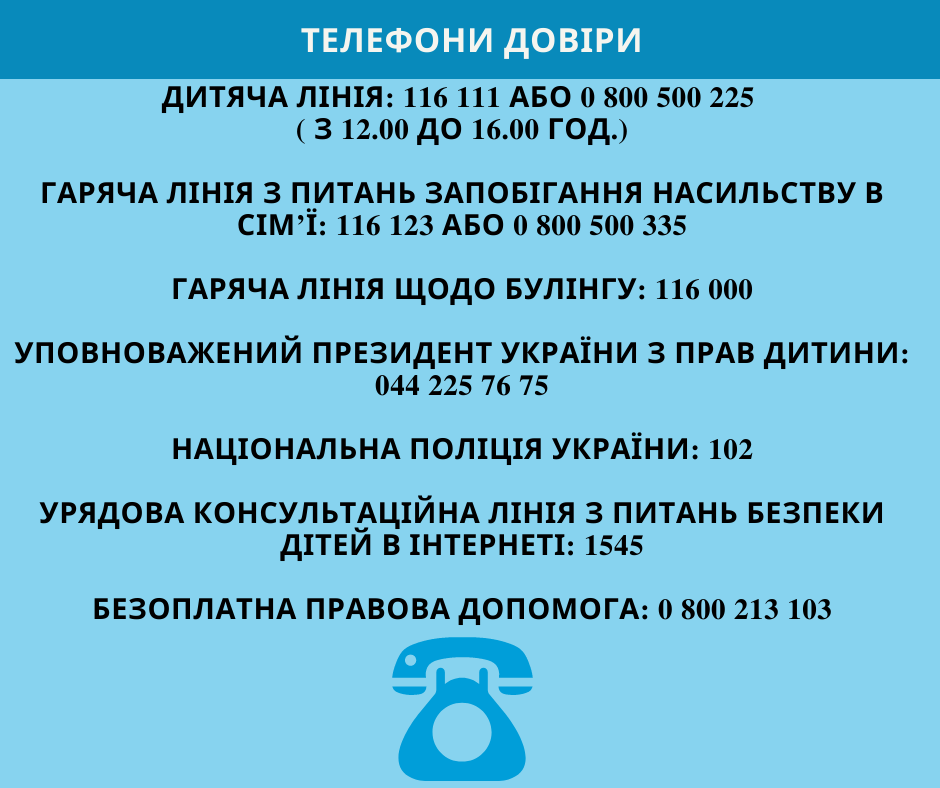 ТЕЛЕФОНИ ДОВІРИ
ДИТЯЧА ЛІНІЯ: 116 111 АБО 0 800 500 225
( З 12.00 ДО 16.00 ГОД.)
ГАРЯЧА ЛІНІЯ З ПИТАНЬ ЗАПОБІГАННЯ НАСИЛЬСТВУ В
СІМ’Ї: 116 123 АБО 0 800 500 335
ГАРЯЧА ЛІНІЯ ЩОДО БУЛІНГУ: 116 000
УПОВНОВАЖЕНИЙ ПРЕЗИДЕНТ УКРАЇНИ З ПРАВ ДИТИНИ:
044 225 76 75
НАЦІОНАЛЬНА ПОЛІЦІЯ УКРАЇНИ: 102
УРЯДОВА КОНСУЛЬТАЦІЙНА ЛІНІЯ З ПИТАНЬ БЕЗПЕКИ
ДІТЕЙ В ІНТЕРНЕТІ: 1545
БЕЗОПЛАТНА ПРАВОВА ДОПОМОГА: 0 800 213 103